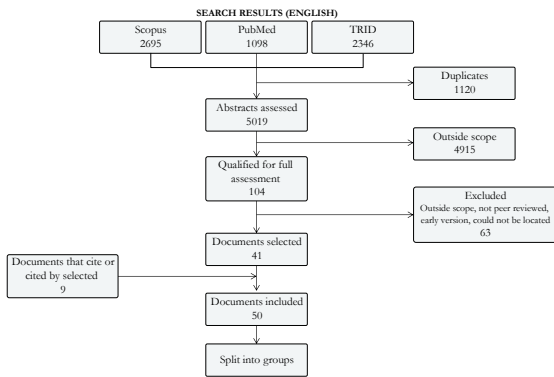 SEARCH RESULTS (ENGLISH)
Scopus
2695
PubMed
1098
TRID
2346
Duplicates
1120
Abstracts assessed
5019
Outside scope
4915
Qualified for full
assessment
104
Excluded
Outside scope, not peer reviewed,
early version, could not be located
63
Documents selected
41
Documents that cite or
cited by selected
9
Documents included
50
Split into groups